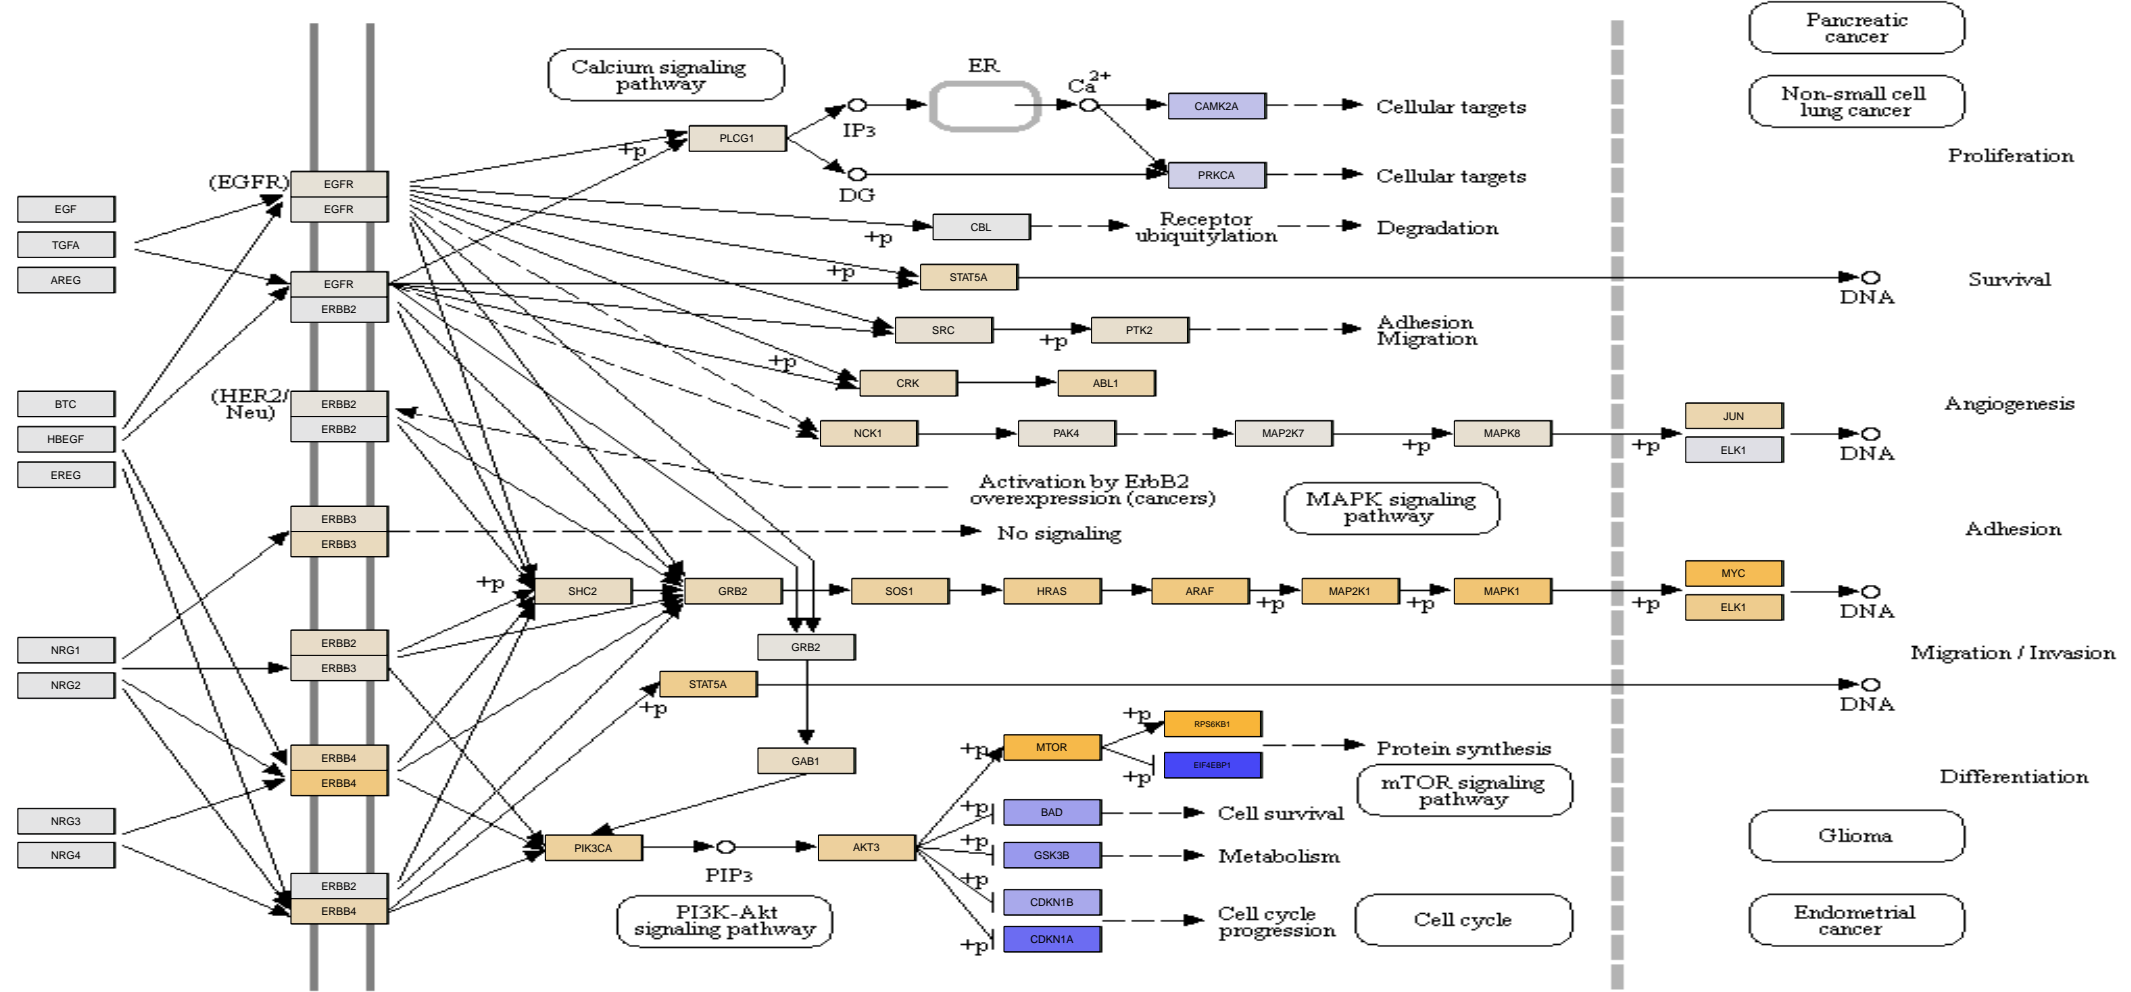 Pancreatic
cancer
Calcium signaling
pathway
ER
Ca2+
Non-small cell
lung cancer
CAMK2A
Cellular targets
IP3
PLCG1
+p
Proliferation
(EGFR)
EGFR
EGFR
DG
PRKCA
Cellular targets
EGF
TGFA
AREG
CBL
+p
Receptor
ubiquitylation
Degradation
EGFR
ERBB2
+p
STAT5A
DNA
Survival
SRC
+p
PTK2
Adhesion
Migration
+p
CRK
ABL1
BTC
HBEGF
EREG
(HER2/
Neu)
ERBB2
ERBB2
NCK1
PAK4
MAP2K7
+p
MAPK8
+p
JUN
ELK1
DNA
Angiogenesis
Activation by ErbB2
overexpression (cancers)
MAPK signaling
pathway
ERBB3
ERBB3
No signaling
Adhesion
+p
SHC2
GRB2
SOS1
HRAS
ARAF
+p
MAP2K1
+p
MAPK1
+p
MYC
ELK1
DNA
NRG1
NRG2
ERBB2
ERBB3
GRB2
Migration / Invasion
STAT5A
+p
DNA
ERBB4
ERBB4
GAB1
+p
MTOR
+p
RPS6KB1
+p
EIF4EBP1
Protein synthesis
mTOR signaling
pathway
Differentiation
NRG3
NRG4
+p
BAD
Cell survival
Glioma
PIK3CA
PIP3
AKT3
+p
GSK3B
Metabolism
ERBB2
ERBB4
PI3K-Akt
signaling pathway
+p
CDKN1B
+p
CDKN1A
Cell cycle
progression
Cell cycle
Endometrial
cancer